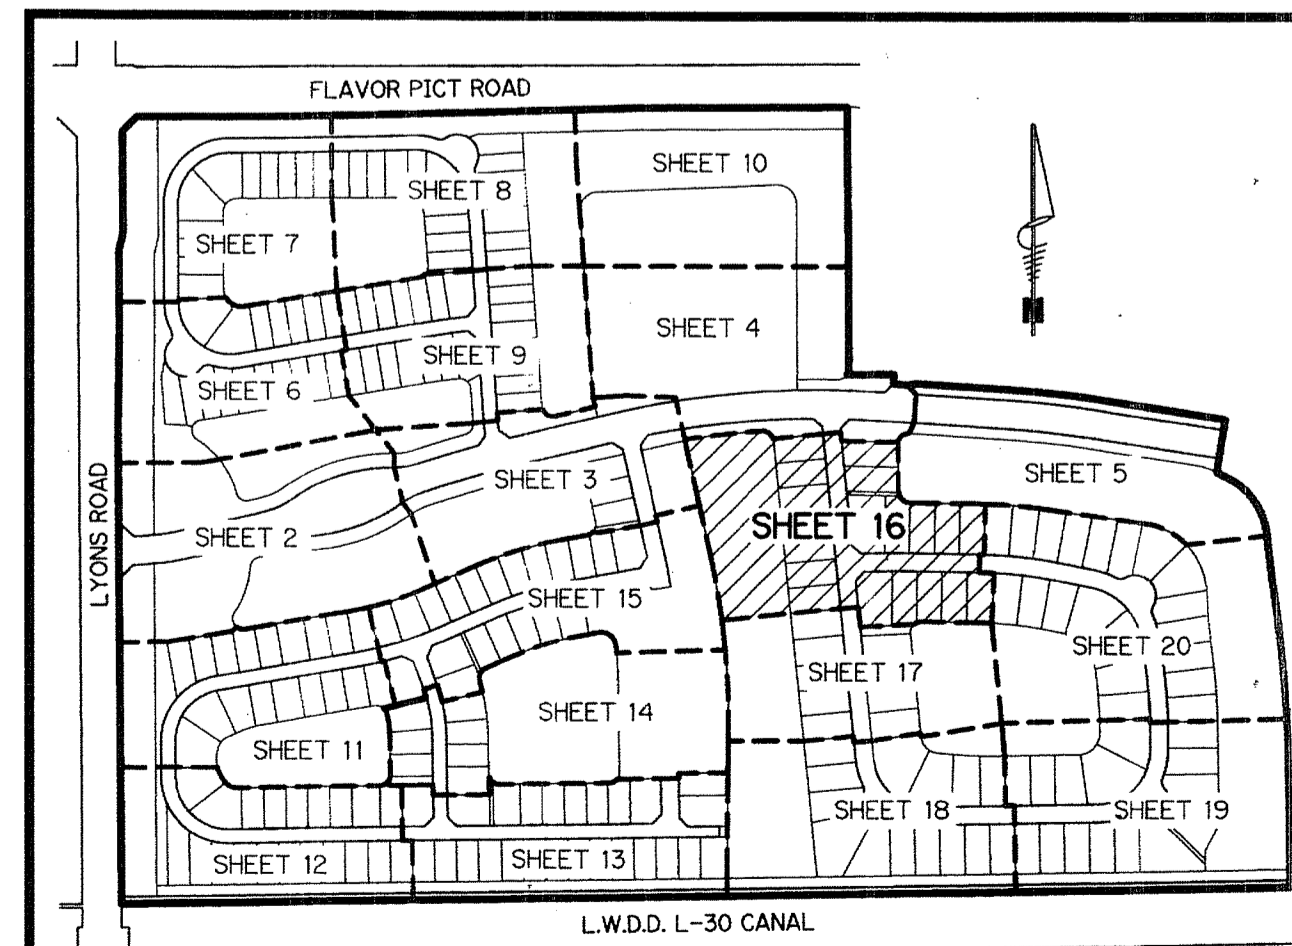 FLAVOR PICT ROAD
SHEET 10
SHEET 8
SHEET 7
SHEET 4
SHEET 9
SHEET 6
SHEET 5
SHEET 3
SHEET 16
SHEET 2
LYONS ROAD
SHEET 15
SHEET 20
SHEET 17
SHEET 14
SHEET 11
SHEET 18
SHEET 19
SHEET 13
SHEET 12
L.W.D.D. L-30 CANAL